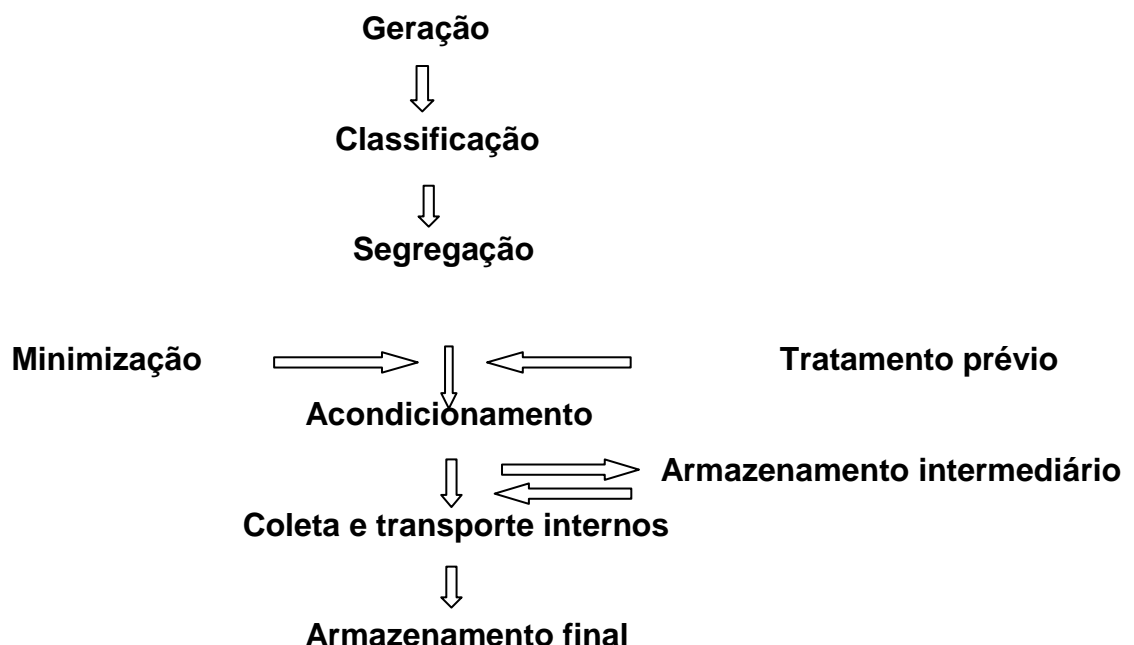 Geração
Classificação
Segregação
Minimização
Tratamento prévio
Acondicionamento
Armazenamento intermediário
Coleta e transporte internos
Armazenamento final